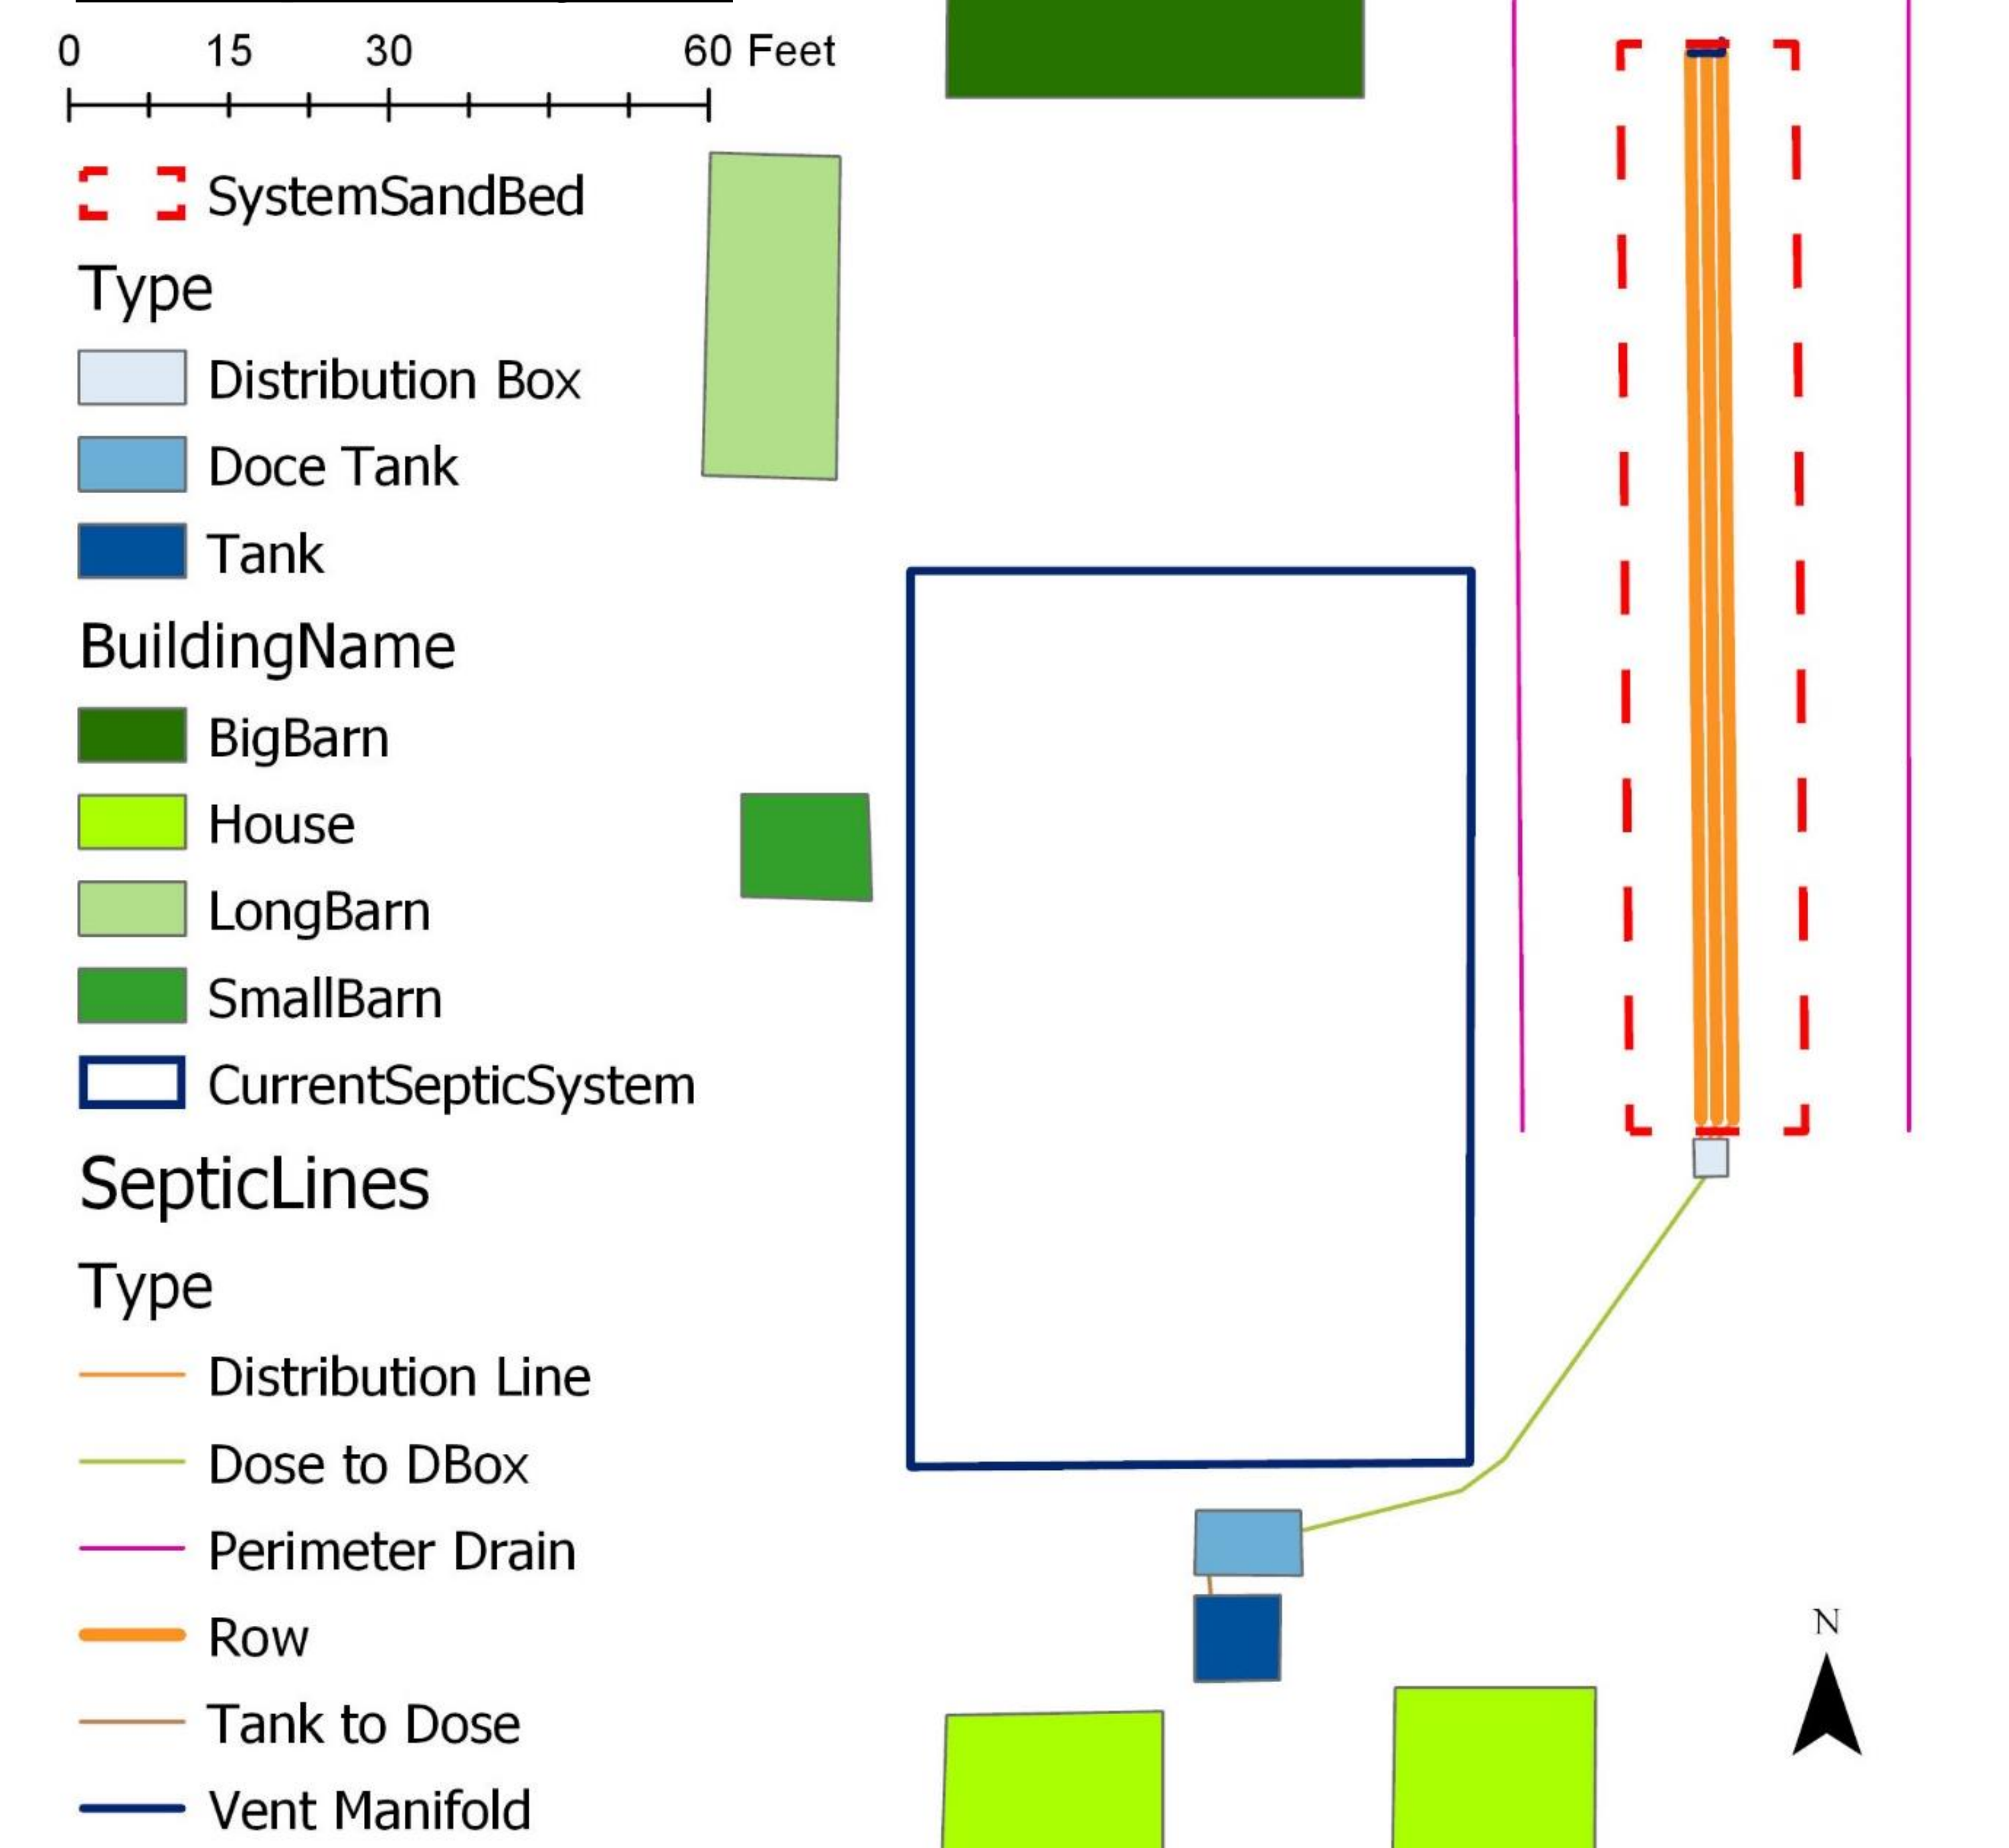 0 15 30 60 Feet
SystemSandBed
Type
Distribution Box
Doce Tank
Tank
BuildingName
BigBarn
House
LongBarn
SmallBarn
CurrentSepticSystem
SepticLines
Type
Distribution Line
Dose to DBox
Perimeter Drain
Row
Tank to Dose
Vent Manifold
N